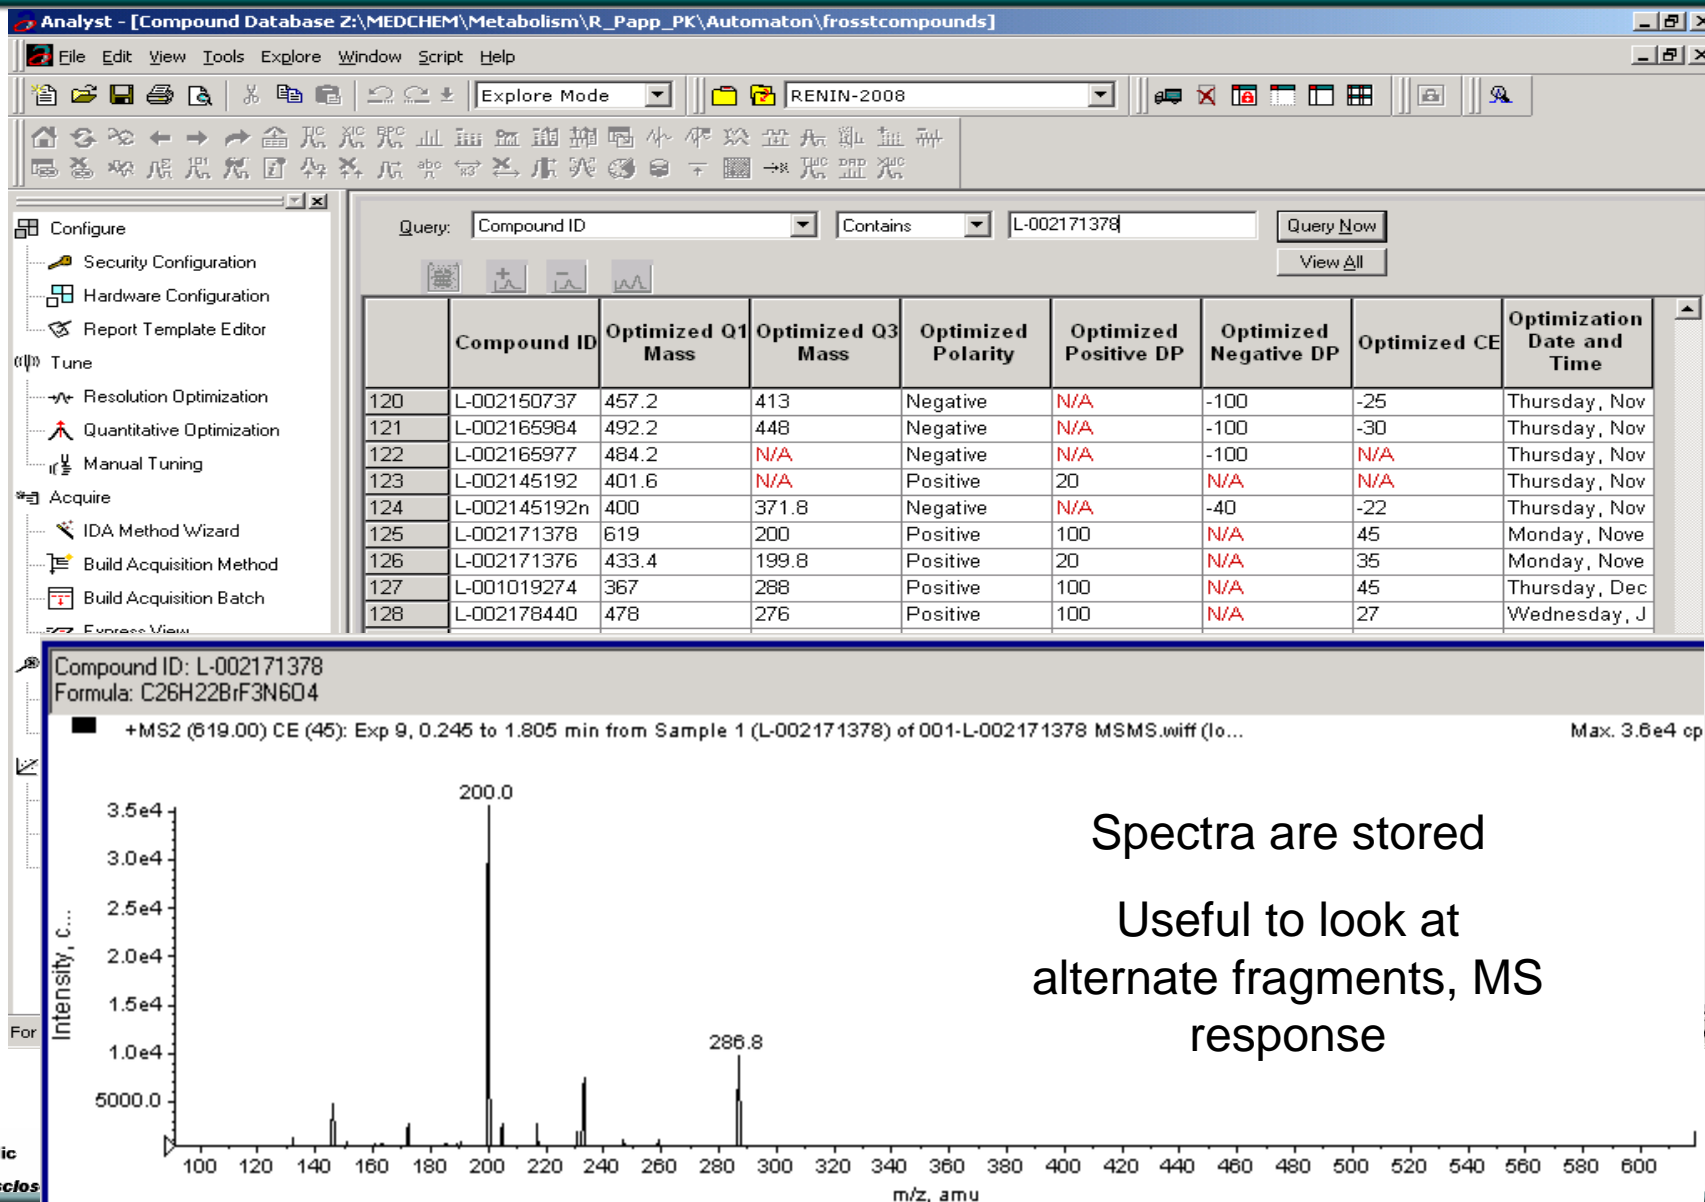 Analyst - [Compound Database Z:\MEDCHEM\Metabolism\R_Papp_PK\Automaton\frosstcompounds]
File Edit View Tools Explore Window Script Help
Explore Mode RENIN-2008
Configure
Security Configuration
Hardware Configuration
Report Template Editor
Tune
Resolution Optimization
Quantitative Optimization
Manual Tuning
Acquire
IDA Method Wizard
Build Acquisition Method
Build Acquisition Batch
Express View
Query: Compound ID Contains L-002171378 Query Now
View All
Compound ID Optimized Q1 Mass Optimized Q3 Mass Optimized Polarity Optimized Positive DP Optimized Negative DP Optimized CE Optimization Date and Time
120 L-002150737 457.2 413 Negative N/A -100 -25 Thursday, Nov
121 L-002165984 492.2 448 Negative N/A -100 -30 Thursday, Nov
122 L-002165977 484.2 N/A Negative N/A -100 N/A Thursday, Nov
123 L-002145192 401.6 N/A Positive 20 N/A N/A Thursday, Nov
124 L-002145192n 400 371.8 Negative N/A -40 -22 Thursday, Nov
125 L-002171378 619 200 Positive 100 N/A 45 Monday, Nove
126 L-002171376 433.4 199.8 Positive 20 N/A 35 Monday, Nove
127 L-001019274 367 288 Positive 100 N/A 45 Thursday, Dec
128 L-002178440 478 276 Positive 100 N/A 27 Wednesday, J
Compound ID: L-002171378
Formula: C26H22BrF3N6O4
+MS2 (619.00) CE (45): Exp 9, 0.245 to 1.805 min from Sample 1 (L-002171378) of 001-L-002171378 MSMS.wiff (lo... Max. 3.6e4 cp
200.0
286.8
3.5e4
3.0e4
2.5e4
2.0e4
1.5e4
1.0e4
5000.0
Intensity, c...
100 120 140 160 180 200 220 240 260 280 300 320 340 360 380 400 420 440 460 480 500 520 540 560 580 600
m/z, amu
Spectra are stored
Useful to look at
alternate fragments, MS
response
For
ic
sclos